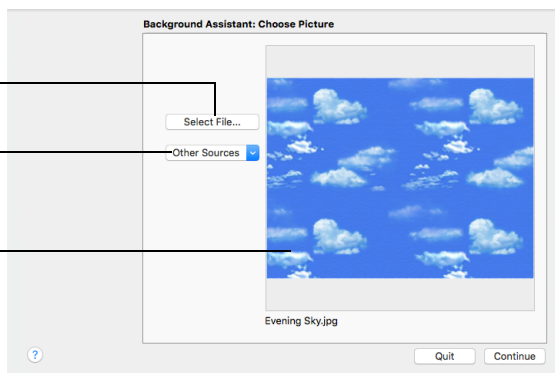 Background Assistant: Choose Picture
Select File...
Other Sources
Evening Sky.jpg
?
Quit
Continue